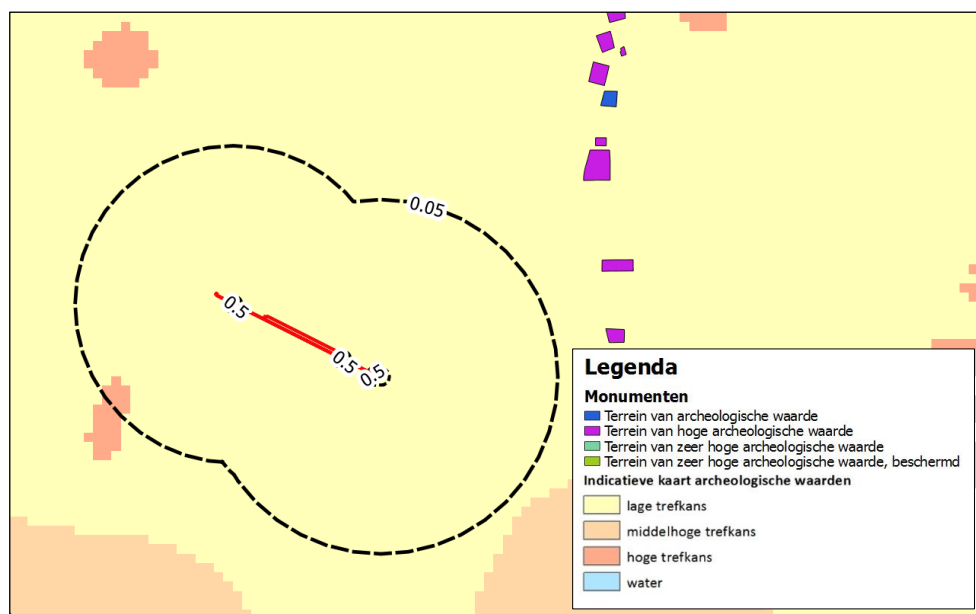 0.05
0.5
0.5
0.5
Legenda
Monumenten
Terrein van archeologische waarde
Terrein van hoge archeologische waarde
Terrein van zeer hoge archeologische waarde
Terrein van zeer hoge archeologische waarde, beschermd
Indicatieve kaart archeologische waarden
lage trefkans
middelhoge trefkans
hoge trefkans
water